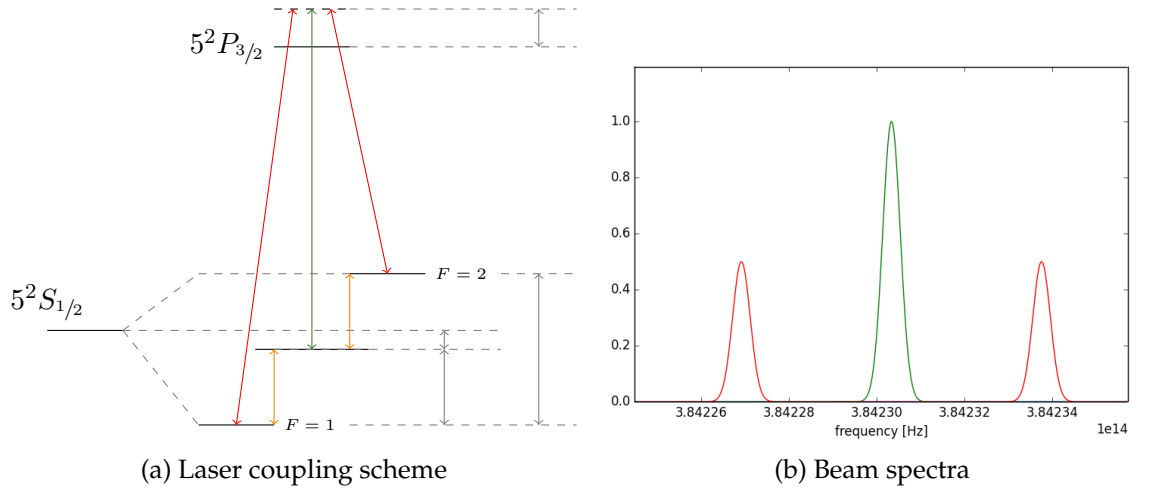 5²P₃/₂
5²S₁/₂
F = 2
F = 1
(a) Laser coupling scheme
1.0
0.8
0.6
0.4
0.2
0.0
3.84226 3.84228 3.84230 3.84232 3.84234
frequency [Hz]
1e14
(b) Beam spectra